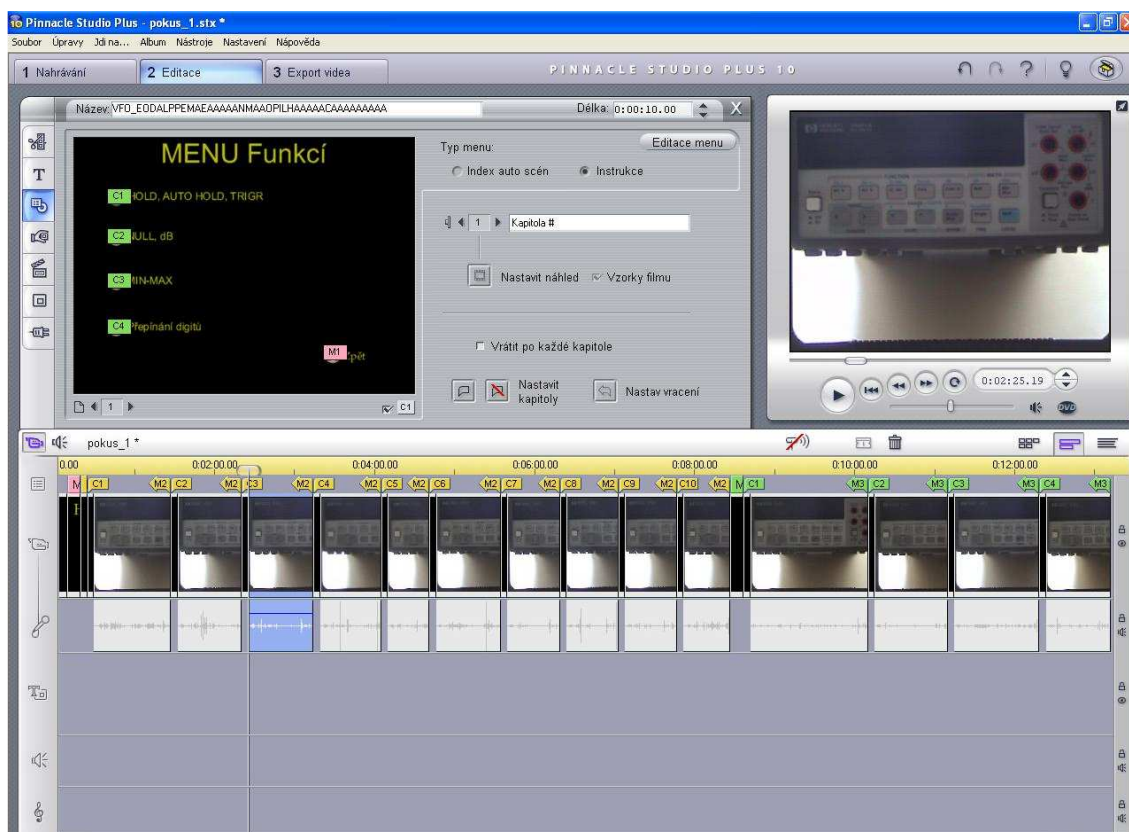 Pinnacle Studio Plus - pokus_1.stx *
Soubor Úpravy Jdi na... Album Nástroje Nastavení Nápověda
1 Nahrávání 2 Editace 3 Export videa PINNACLE STUDIO PLUS 10
Název: VFO_EODALPPEMAEAAAAANMAAOPILHAAAAACAAAAAAAAA Délka: 0:00:10.00 X
MENU Funkcí
C1 HOLD, AUTO HOLD, TRIGR
C2 NULL, dB
C3 MIN-MAX
C4 Přepínání digitů
M1 Zpět
1 C1
Typ menu: Editace menu
Index auto scén Instrukce
1 Kapitola #
Nastavit náhled Vzorky filmu
Vrátit po každé kapitole
Nastavit kapitoly Nastav vracení
0:02:25.19
DVD
pokus_1 *
0.00 0:02:00.00 0:04:00.00 0:06:00.00 0:08:00.00 0:10:00.00 0:12:00.00
M C1 M2 C2 M2 C3 M2 C4 M2 C5 M2 C6 M2 C7 M2 C8 M2 C9 M2 C10 M2 M C1 M3 C2 M3 C3 M3 C4 M3